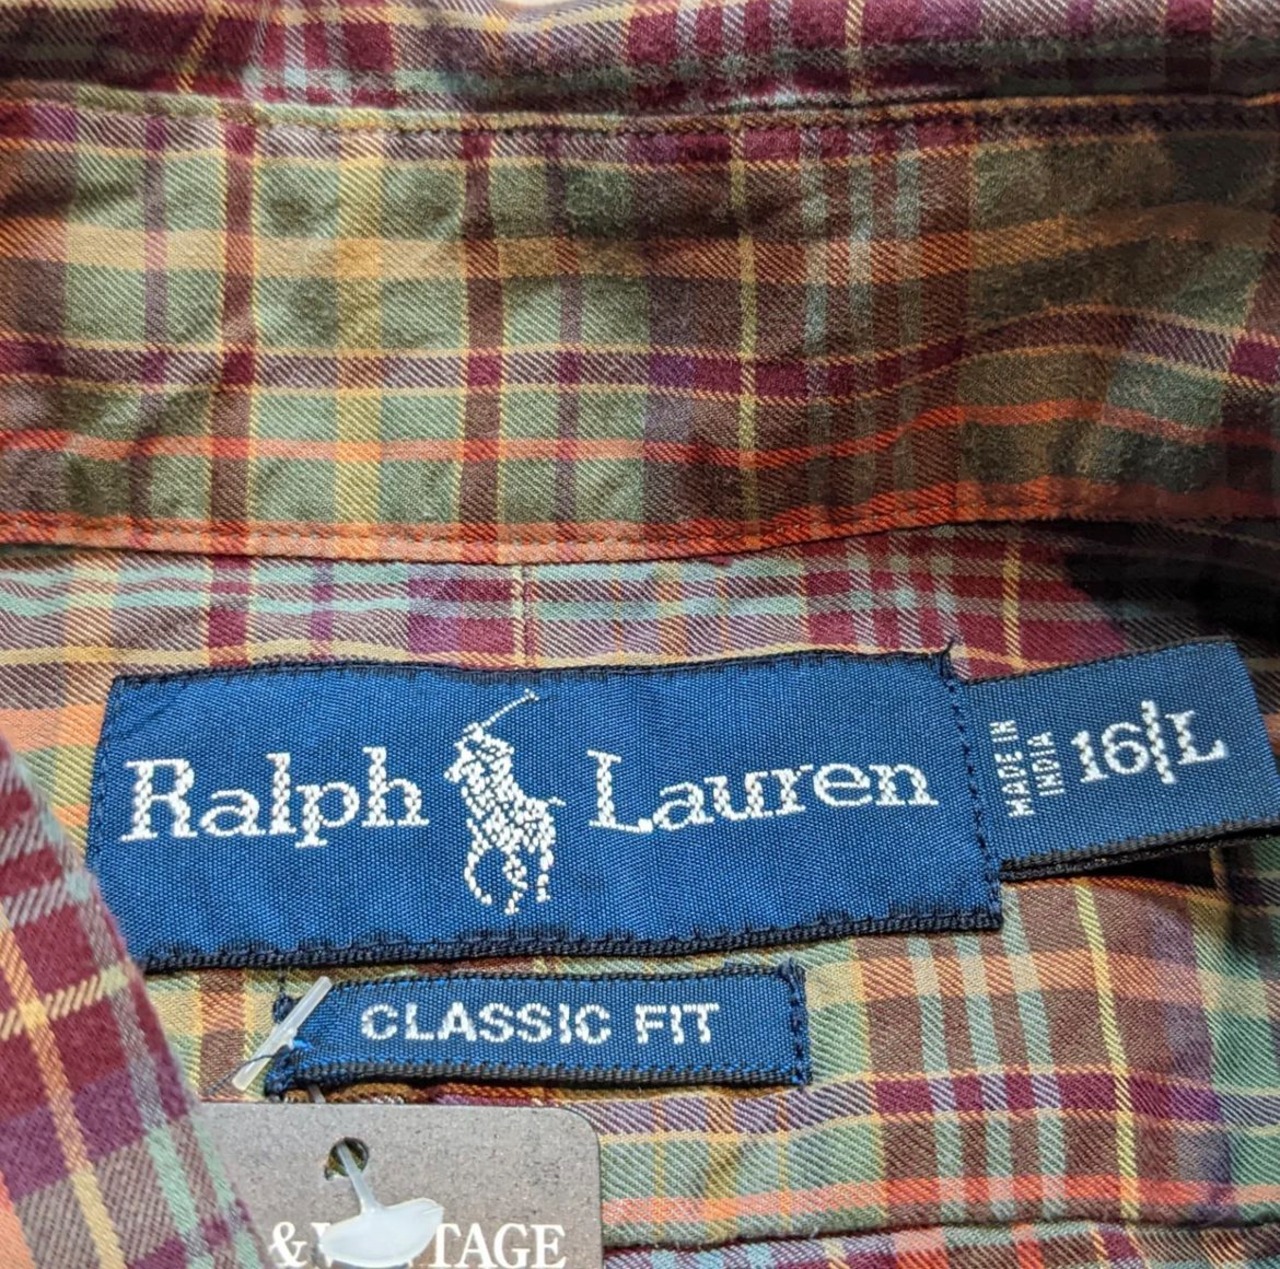 Ralph Lauren
MADE IN
INDIA
16/L
CLASSIC FIT
&